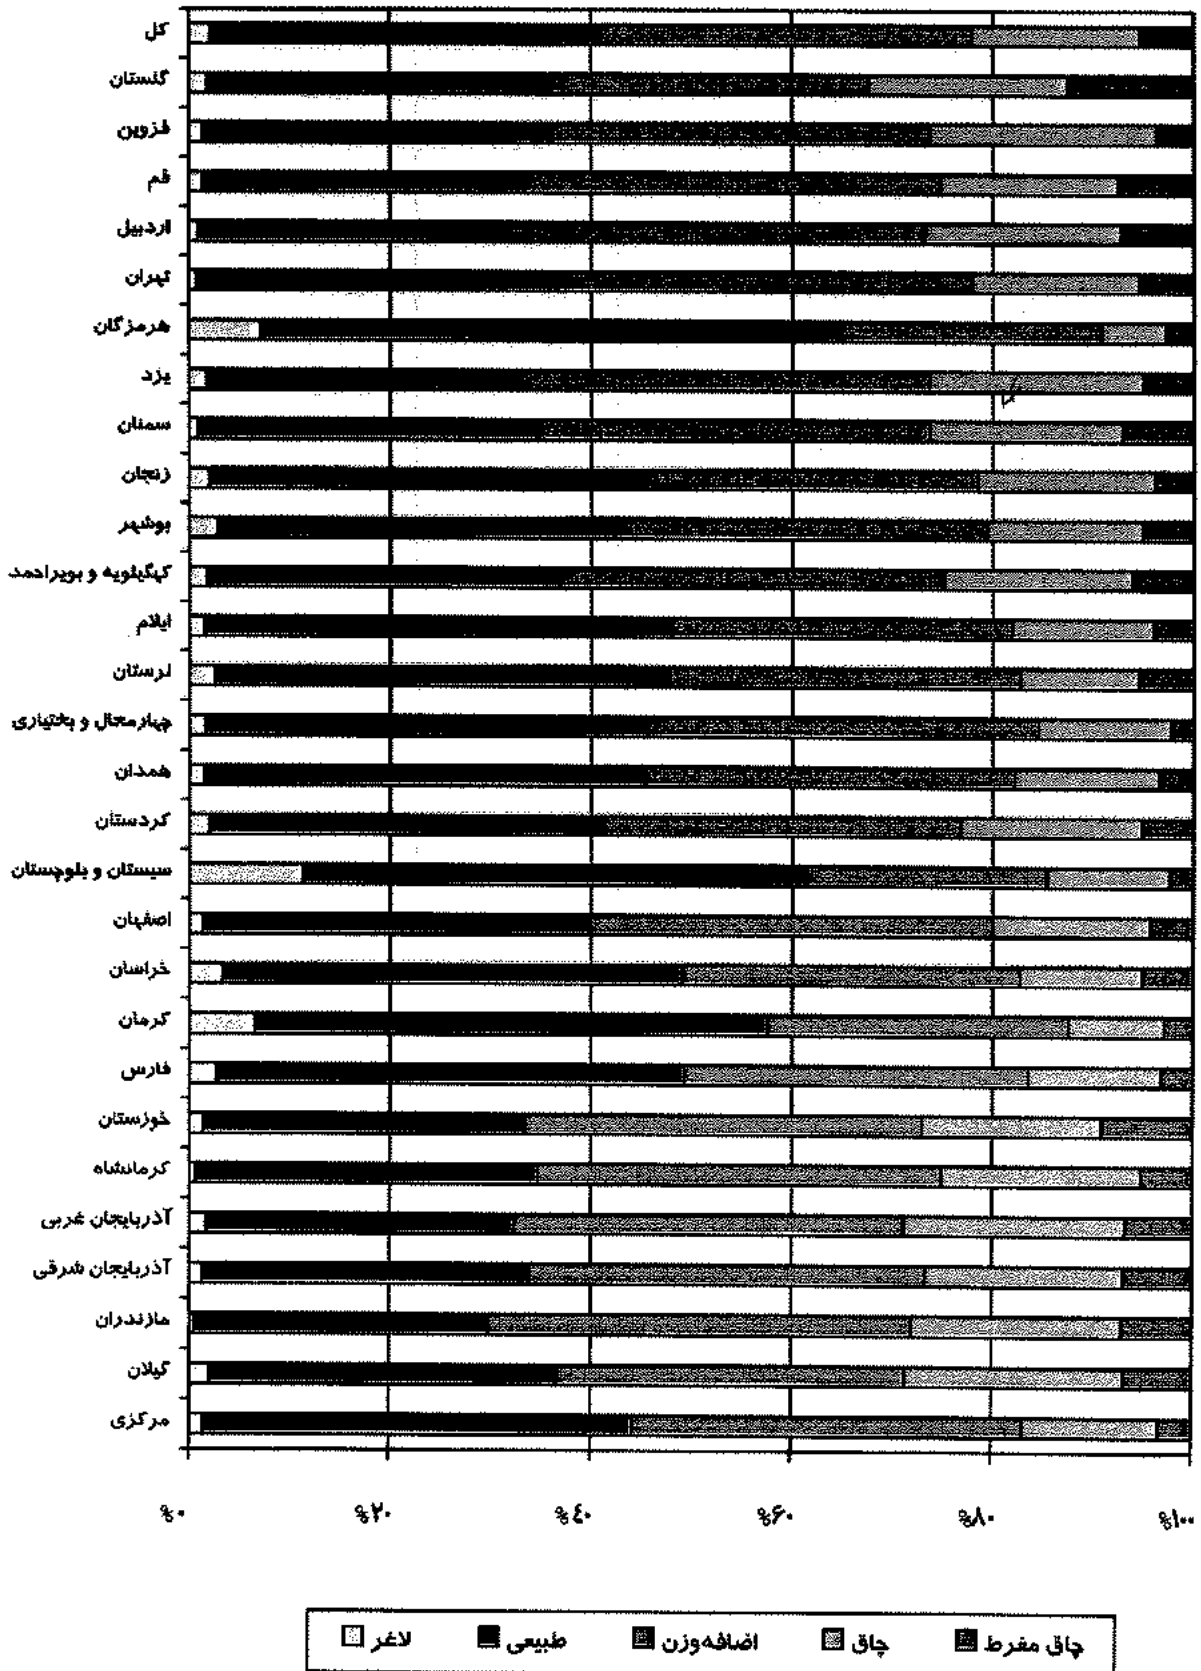 کل
گلستان
قزوین
قم
اردبیل
تهران
هرمزگان
یزد
سمنان
زنجان
بوشهر
کهگیلویه و بویراحمد
ایلام
لرستان
چهارمحال و بختیاری
همدان
کردستان
سیستان و بلوچستان
اصفهان
خراسان
کرمان
فارس
خوزستان
کرمانشاه
آذربایجان غربی
آذربایجان شرقی
مازندران
گیلان
مرکزی
%۰ %۲۰ %٤۰ %۶۰ %۸۰ %۱۰۰
لاغر طبیعی اضافه‌وزن چاق چاق مفرط